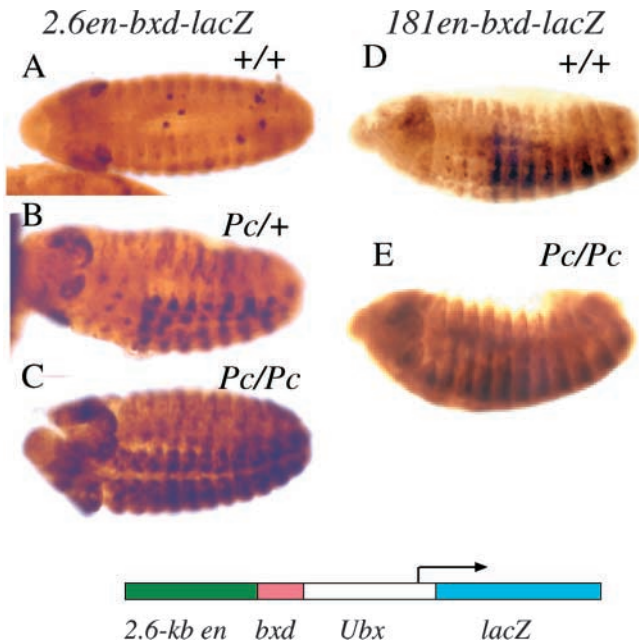 2.6en-bxd-lacZ 181en-bxd-lacZ
A +/+ D +/+
B Pc/+ E Pc/Pc
C Pc/Pc
2.6-kb en bxd Ubx lacZ